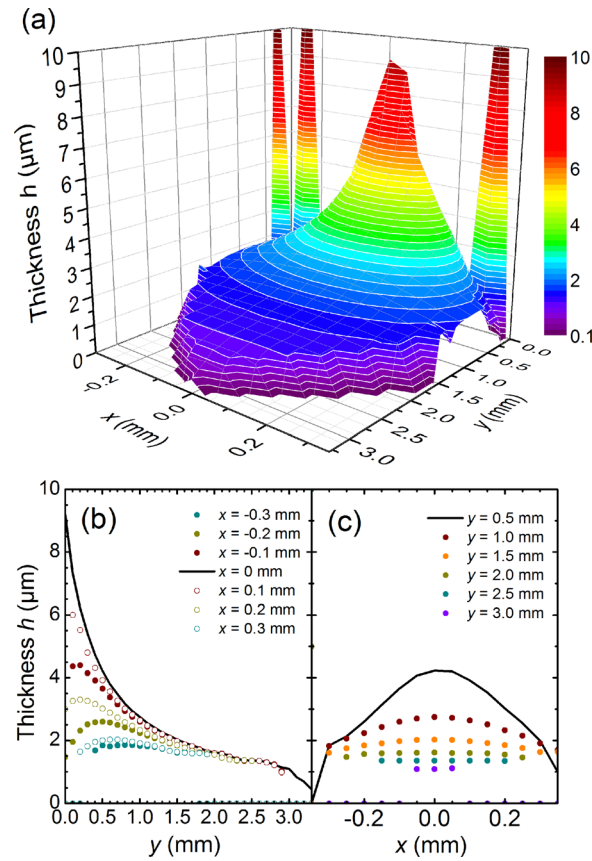 (a)
10
9
8
7
6
5
4
3
2
1
0
Thickness h (μm)
-0.2
0.0
0.2
x (mm)
0.0
0.5
1.0
1.5
2.0
2.5
3.0
y (mm)
10
8
6
4
2
0.1
(b)
x = -0.3 mm
x = -0.2 mm
x = -0.1 mm
x = 0 mm
x = 0.1 mm
x = 0.2 mm
x = 0.3 mm
10
8
6
4
2
0
Thickness h (μm)
0.0 0.5 1.0 1.5 2.0 2.5 3.0
y (mm)
(c)
y = 0.5 mm
y = 1.0 mm
y = 1.5 mm
y = 2.0 mm
y = 2.5 mm
y = 3.0 mm
-0.2 0.0 0.2
x (mm)